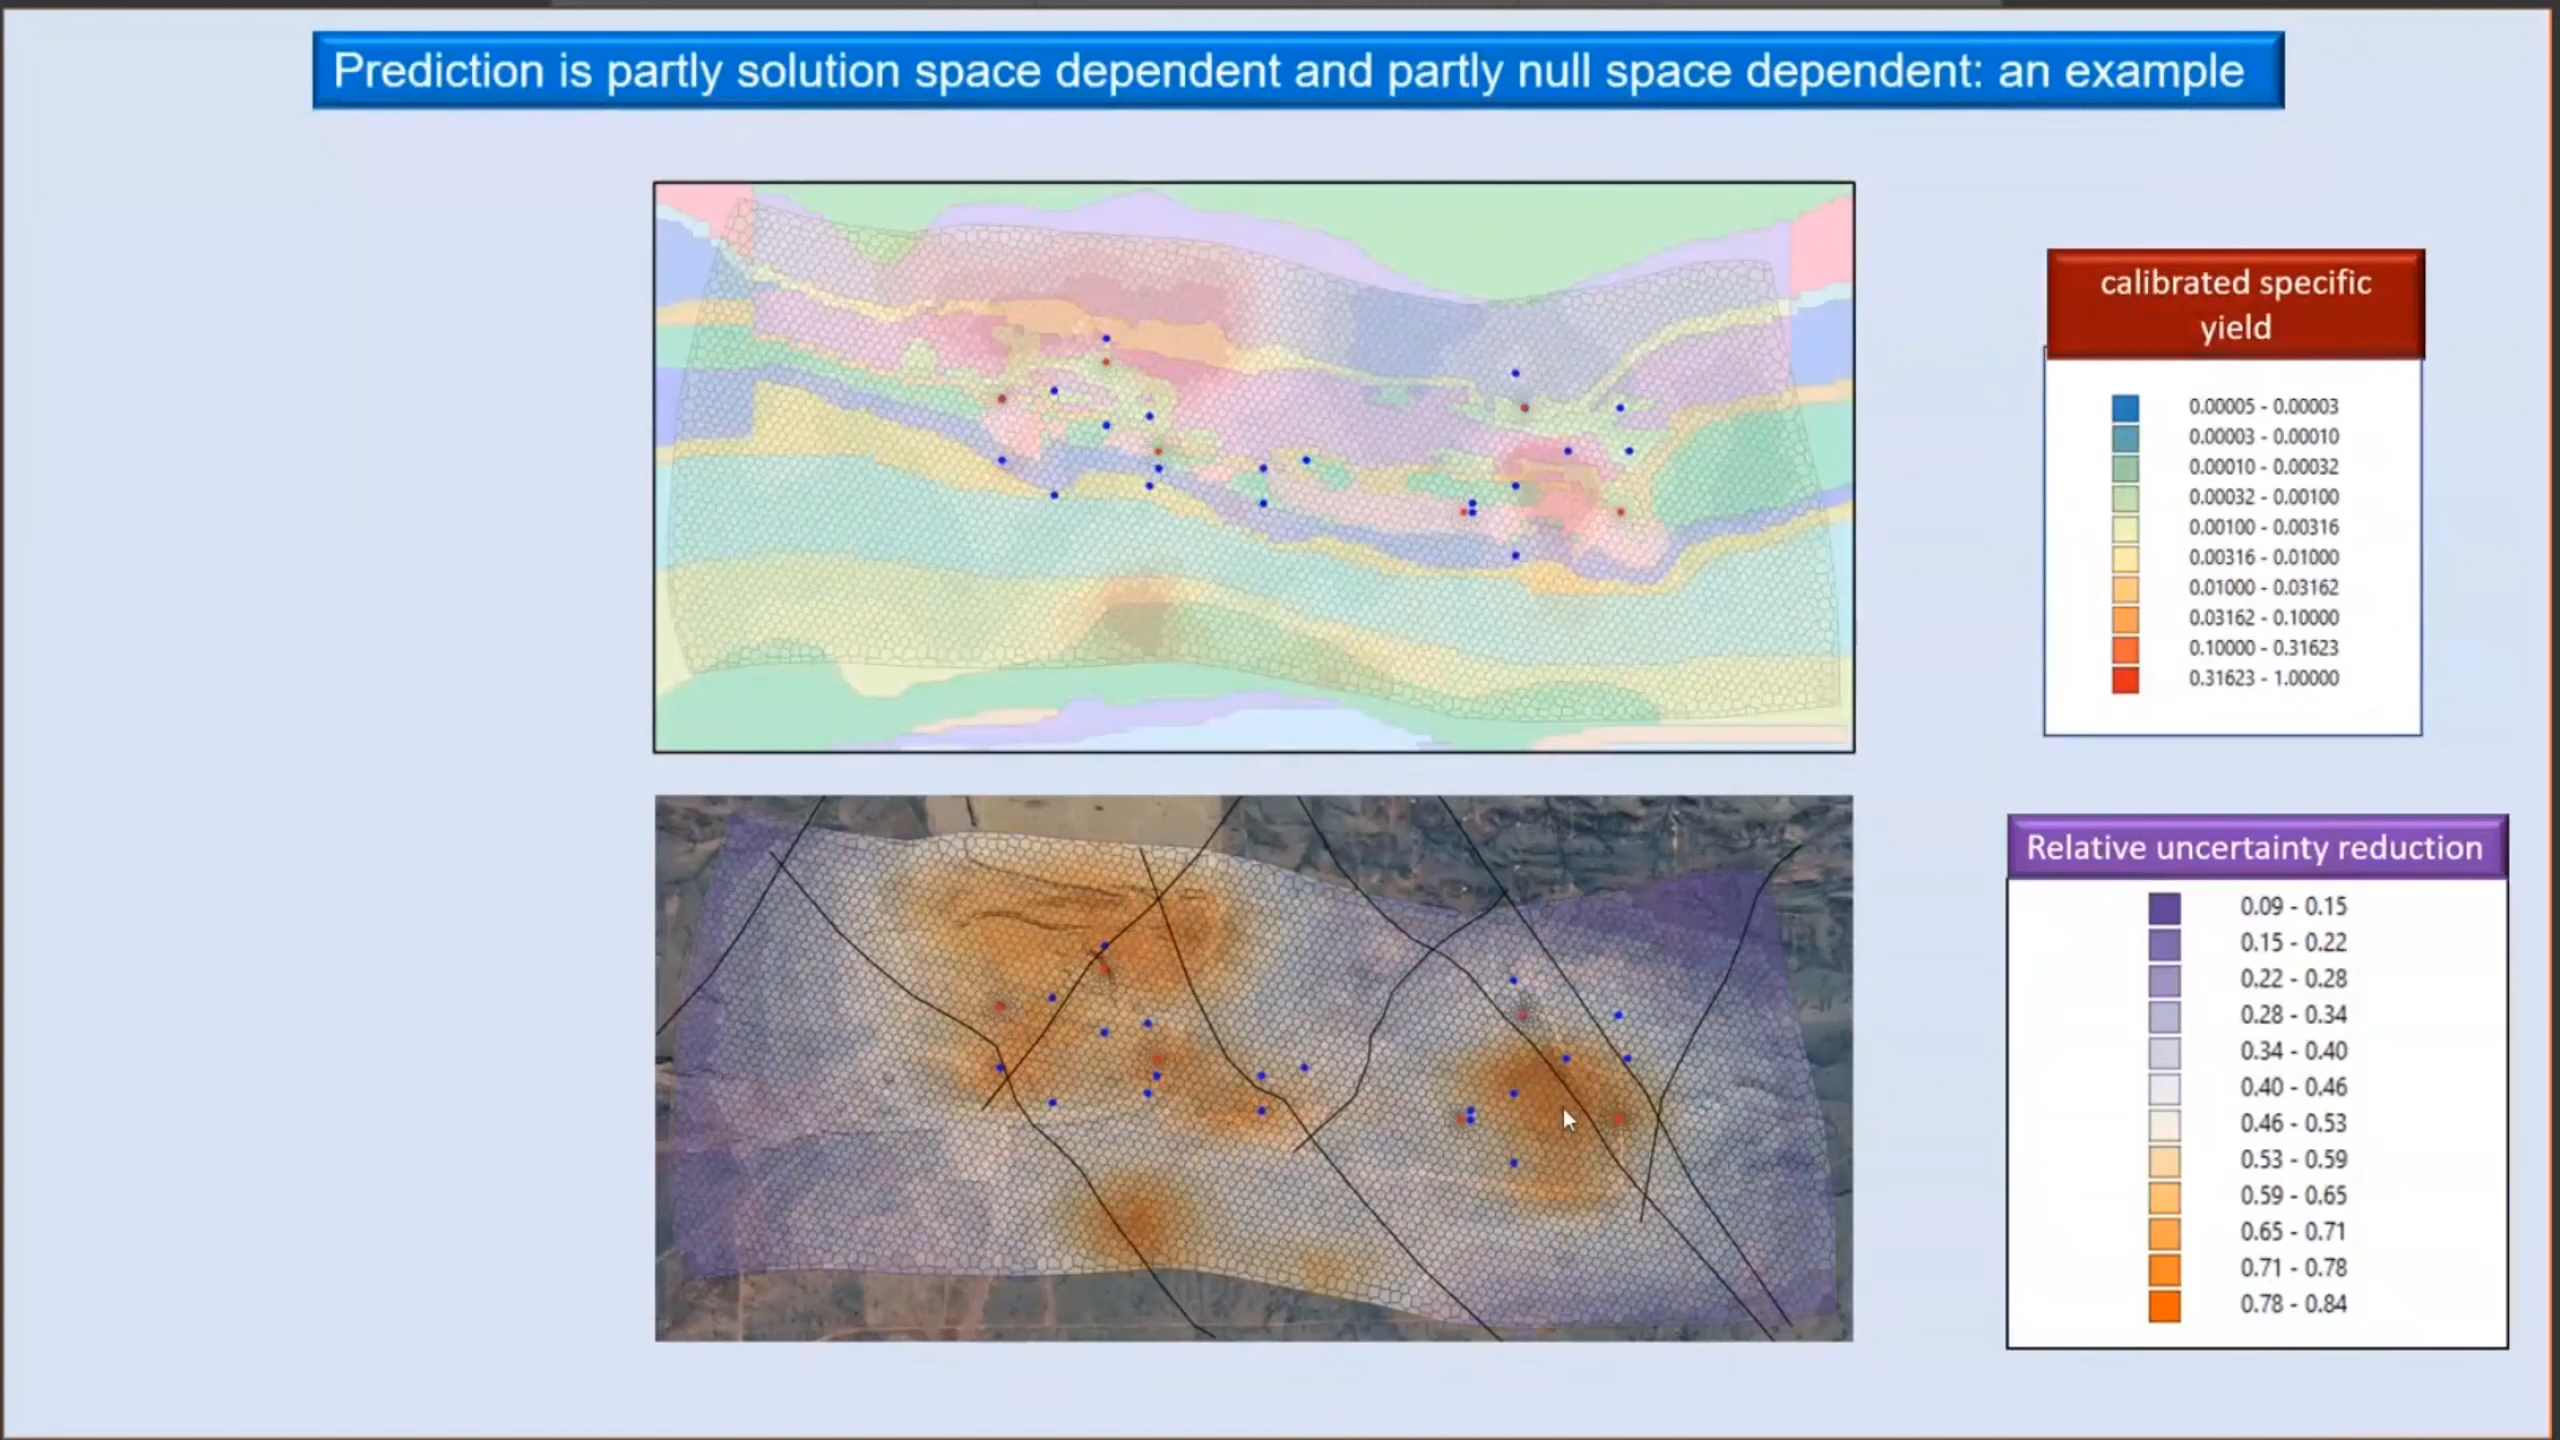 Prediction is partly solution space dependent and partly null space dependent: an example
calibrated specific
yield
0.00005 - 0.00003
0.00003 - 0.00010
0.00010 - 0.00032
0.00032 - 0.00100
0.00100 - 0.00316
0.00316 - 0.01000
0.01000 - 0.03162
0.03162 - 0.10000
0.10000 - 0.31623
0.31623 - 1.00000
Relative uncertainty reduction
0.09 - 0.15
0.15 - 0.22
0.22 - 0.28
0.28 - 0.34
0.34 - 0.40
0.40 - 0.46
0.46 - 0.53
0.53 - 0.59
0.59 - 0.65
0.65 - 0.71
0.71 - 0.78
0.78 - 0.84